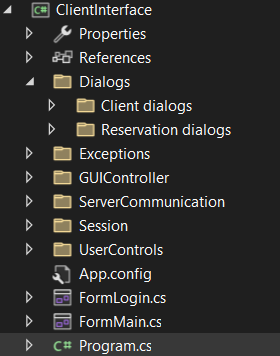 ClientInterface
Properties
References
Dialogs
Client dialogs
Reservation dialogs
Exceptions
GUIController
ServerCommunication
Session
UserControls
App.config
FormLogin.cs
FormMain.cs
C# Program.cs